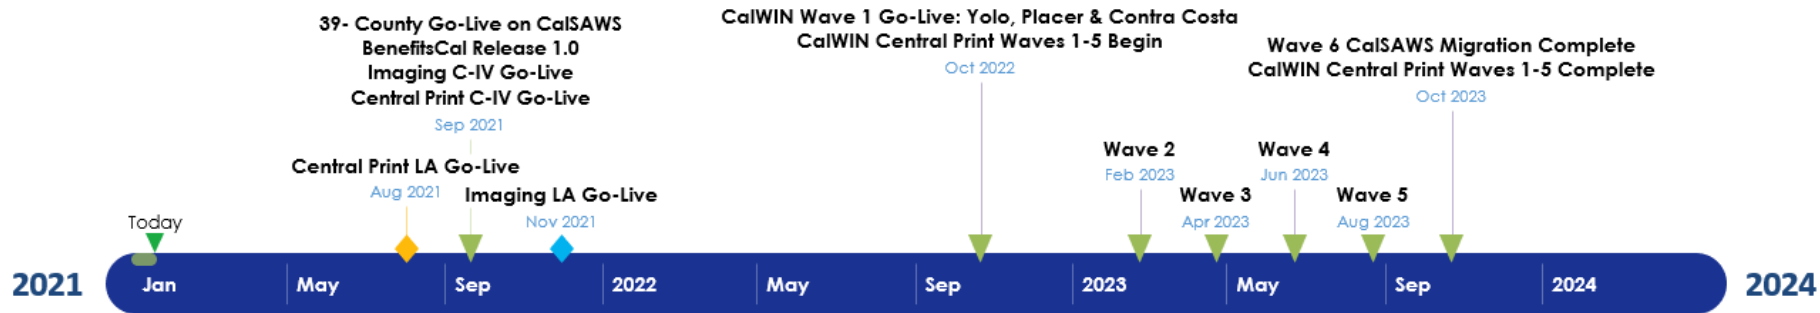 39- County Go-Live on CalSAWS
BenefitsCal Release 1.0
Imaging C-IV Go-Live
Central Print C-IV Go-Live
Sep 2021
Central Print LA Go-Live
Aug 2021
Imaging LA Go-Live
Nov 2021
CalWIN Wave 1 Go-Live: Yolo, Placer & Contra Costa
CalWIN Central Print Waves 1-5 Begin
Oct 2022
Wave 6 CalSAWS Migration Complete
CalWIN Central Print Waves 1-5 Complete
Oct 2023
Wave 2
Feb 2023
Wave 3
Apr 2023
Wave 4
Jun 2023
Wave 5
Aug 2023
Today
2021
Jan
May
Sep
2022
May
Sep
2023
May
Sep
2024
2024